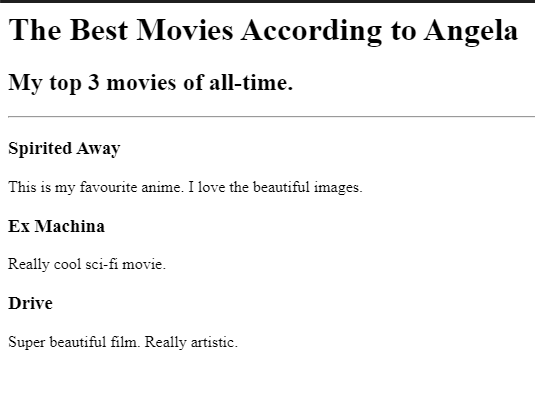 The Best Movies According to Angela
My top 3 movies of all-time.
Spirited Away
This is my favourite anime. I love the beautiful images.
Ex Machina
Really cool sci-fi movie.
Drive
Super beautiful film. Really artistic.